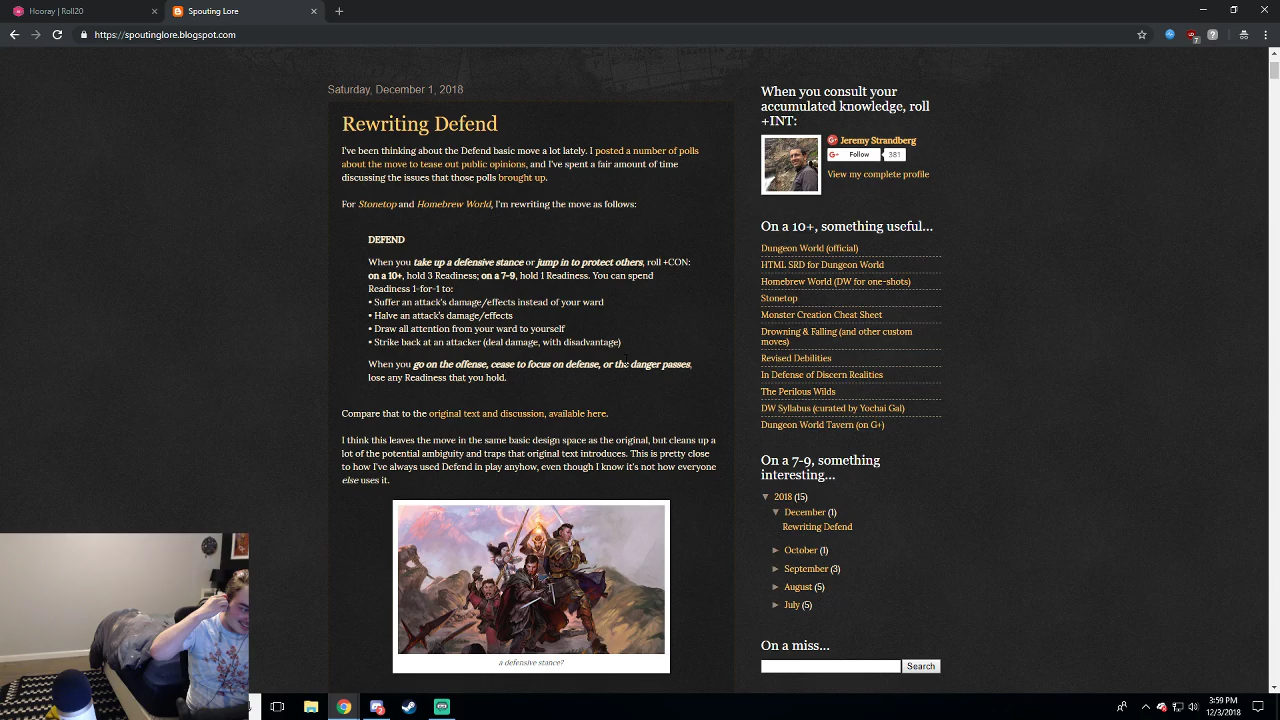 Hooray | Roll20
Spouting Lore
https://spoutinglore.blogspot.com
Saturday, December 1, 2018
Rewriting Defend
I've been thinking about the Defend basic move a lot lately. I posted a number of polls
about the move to tease out public opinions, and I've spent a fair amount of time
discussing the issues that those polls brought up.
For Stonetop and Homebrew World, I'm rewriting the move as follows:
DEFEND
When you take up a defensive stance or jump in to protect others, roll +CON:
on a 10+, hold 3 Readiness; on a 7-9, hold 1 Readiness. You can spend
Readiness 1-for-1 to:
• Suffer an attack's damage/effects instead of your ward
• Halve an attack's damage/effects
• Draw all attention from your ward to yourself
• Strike back at an attacker (deal damage, with disadvantage)
When you go on the offense, cease to focus on defense, or the danger passes,
lose any Readiness that you hold.
Compare that to the original text and discussion, available here.
I think this leaves the move in the same basic design space as the original, but cleans up a
lot of the potential ambiguity and traps that original text introduces. This is pretty close
to how I've always used Defend in play anyhow, even though I know it's not how everyone
else uses it.
a defensive stance?
When you consult your
accumulated knowledge, roll
+INT:
Jeremy Strandberg
Follow 381
View my complete profile
On a 10+, something useful...
Dungeon World (official)
HTML SRD for Dungeon World
Homebrew World (DW for one-shots)
Stonetop
Monster Creation Cheat Sheet
Drowning & Falling (and other custom
moves)
Revised Debilities
In Defense of Discern Realities
The Perilous Wilds
DW Syllabus (curated by Yochai Gal)
Dungeon World Tavern (on G+)
On a 7-9, something
interesting...
▼ 2018 (15)
▼ December (1)
Rewriting Defend
► October (1)
► September (3)
► August (5)
► July (5)
On a miss...
Search
3:59 PM
12/3/2018